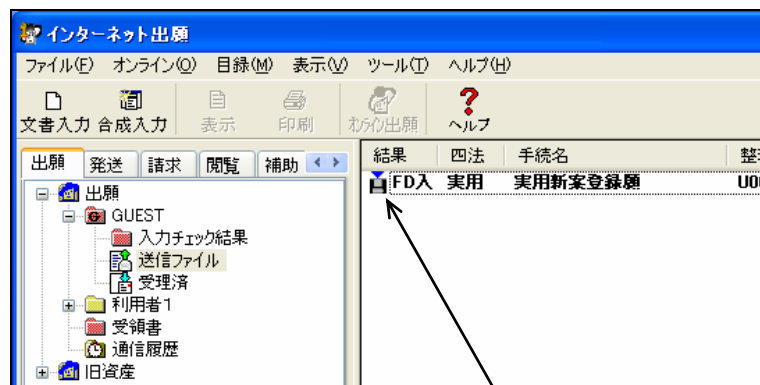 インターネット出願
ファイル(F) オンライン(O) 目録(M) 表示(V) ツール(T) ヘルプ(H)
文書入力 合成入力 表示 印刷 オンライン出願 ヘルプ
出願 発送 請求 閲覧 補助
結果 四法 手続名 整理
FD入 実用 実用新案登録願 U00
出願
GUEST
入力チェック結果
送信ファイル
受理済
利用者1
受領書
通信履歴
旧資産